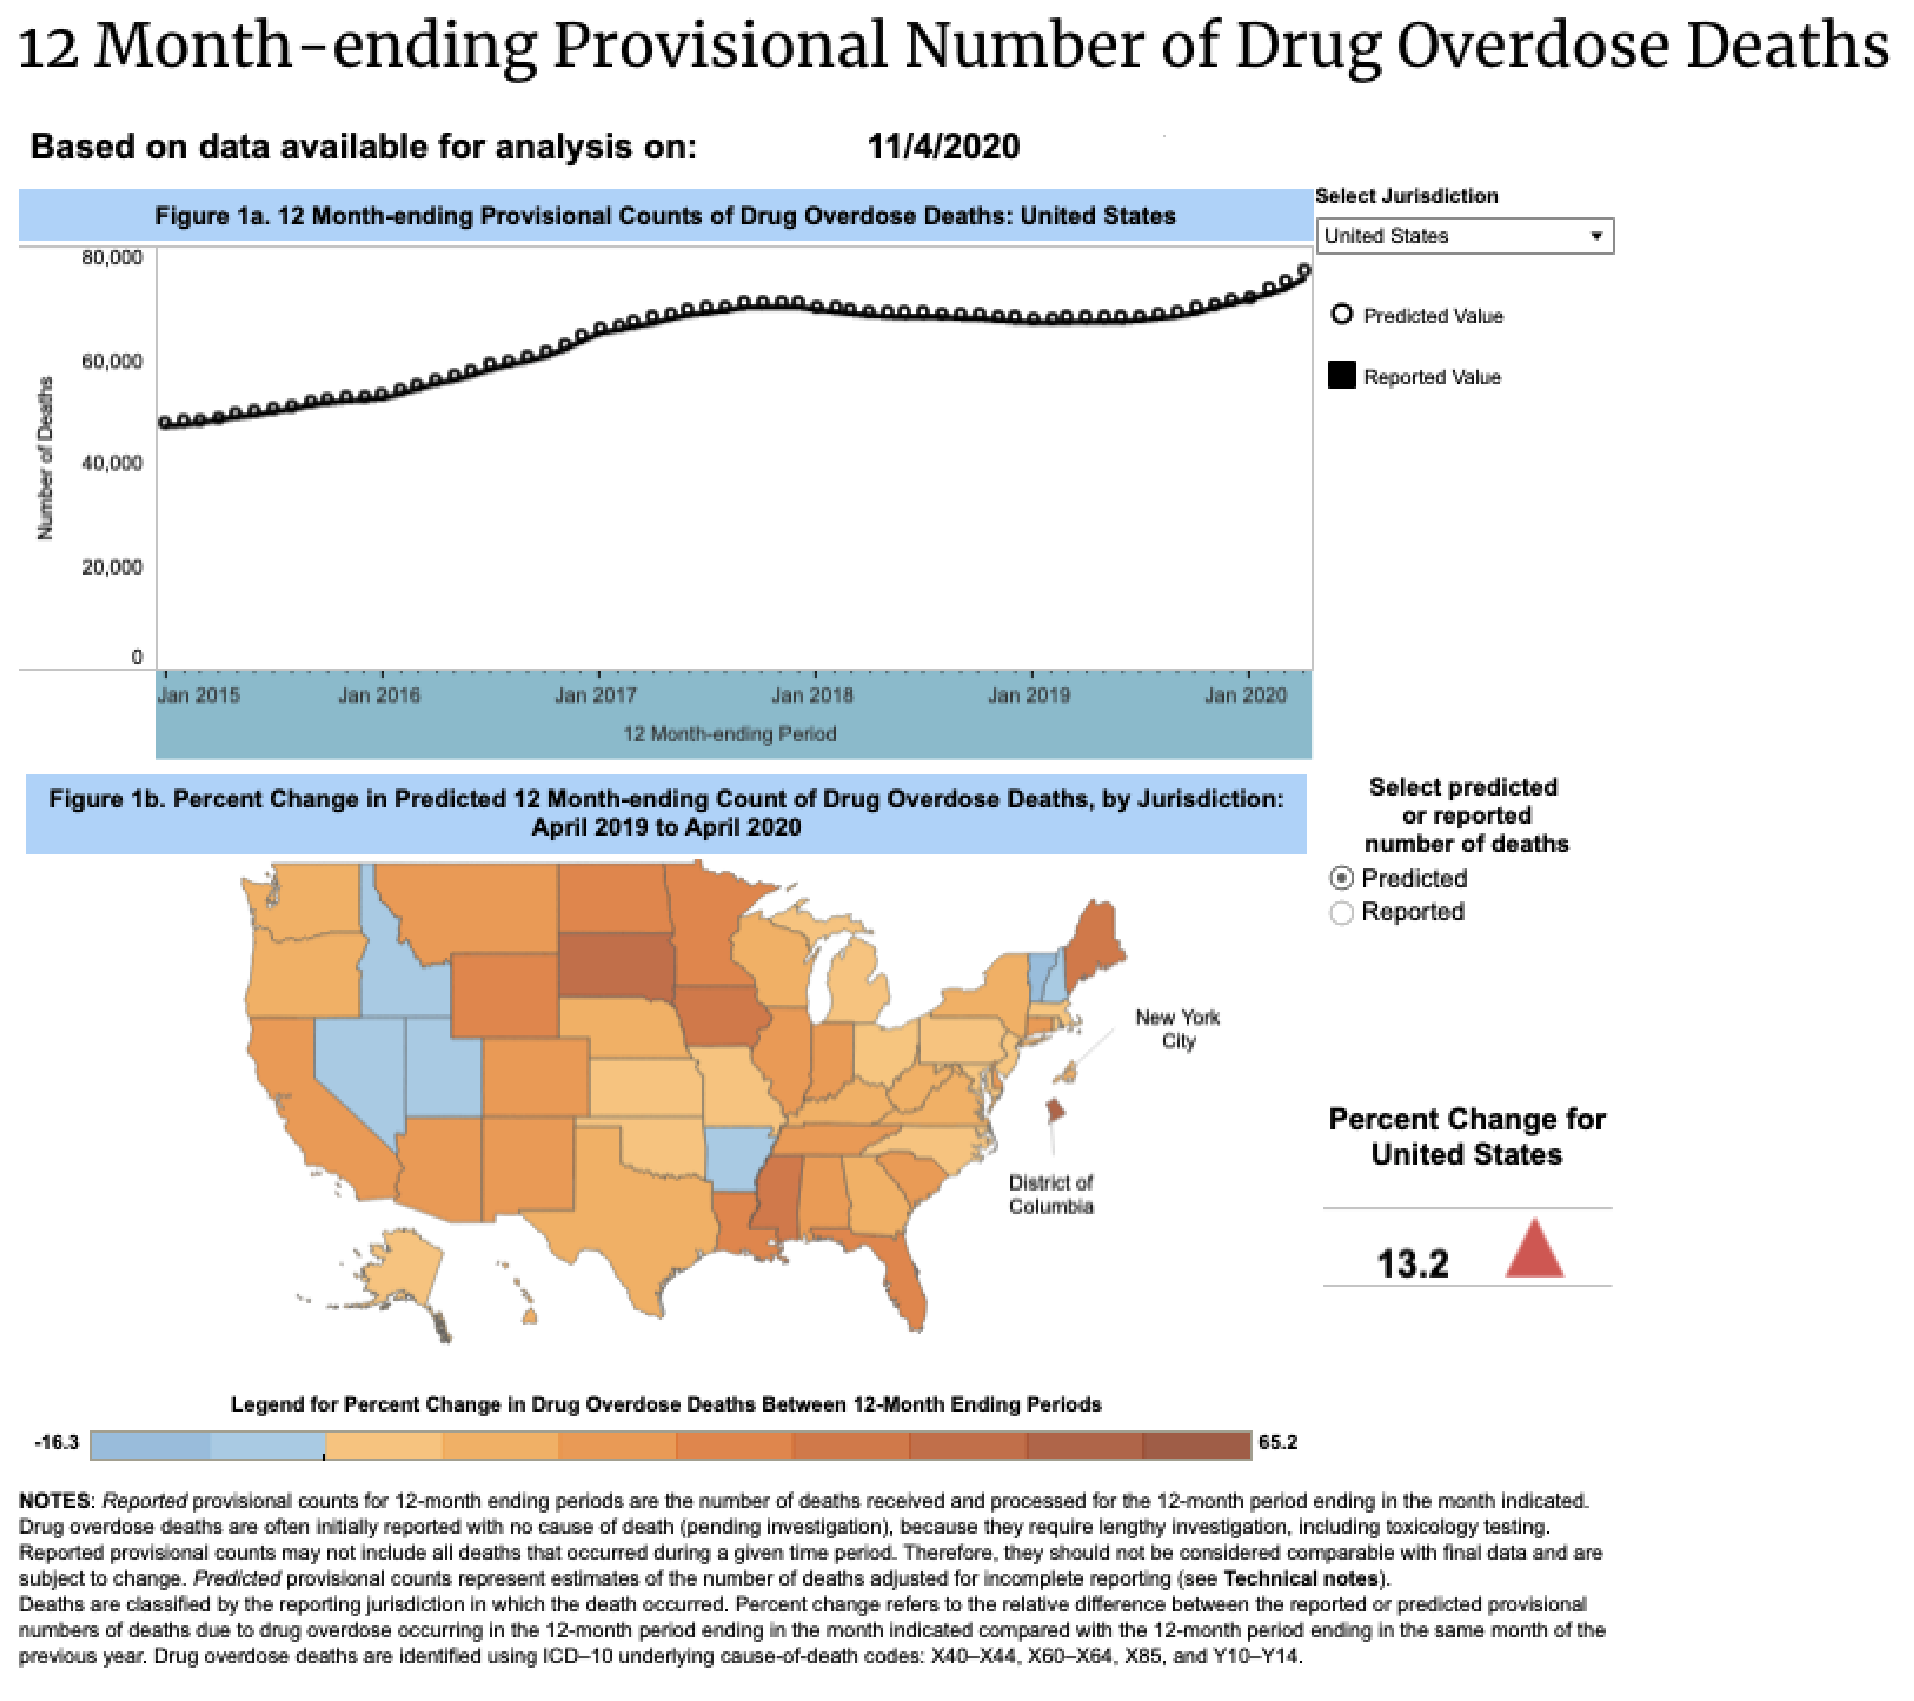 12 Month-ending Provisional Number of Drug Overdose Deaths
Based on data available for analysis on: 11/4/2020
Figure 1a. 12 Month-ending Provisional Counts of Drug Overdose Deaths: United States
Select Jurisdiction
United States
80,000
60,000
40,000
20,000
0
Number of Deaths
Predicted Value
Reported Value
Jan 2015 Jan 2016 Jan 2017 Jan 2018 Jan 2019 Jan 2020
12 Month-ending Period
Figure 1b. Percent Change in Predicted 12 Month-ending Count of Drug Overdose Deaths, by Jurisdiction:
April 2019 to April 2020
Select predicted
or reported
number of deaths
Predicted
Reported
New York
City
District of
Columbia
Percent Change for
United States
13.2
Legend for Percent Change in Drug Overdose Deaths Between 12-Month Ending Periods
-16.3 65.2
NOTES: Reported provisional counts for 12-month ending periods are the number of deaths received and processed for the 12-month period ending in the month indicated.
Drug overdose deaths are often initially reported with no cause of death (pending investigation), because they require lengthy investigation, including toxicology testing.
Reported provisional counts may not include all deaths that occurred during a given time period. Therefore, they should not be considered comparable with final data and are
subject to change. Predicted provisional counts represent estimates of the number of deaths adjusted for incomplete reporting (see Technical notes).
Deaths are classified by the reporting jurisdiction in which the death occurred. Percent change refers to the relative difference between the reported or predicted provisional
numbers of deaths due to drug overdose occurring in the 12-month period ending in the month indicated compared with the 12-month period ending in the same month of the
previous year. Drug overdose deaths are identified using ICD–10 underlying cause-of-death codes: X40–X44, X60–X64, X85, and Y10–Y14.